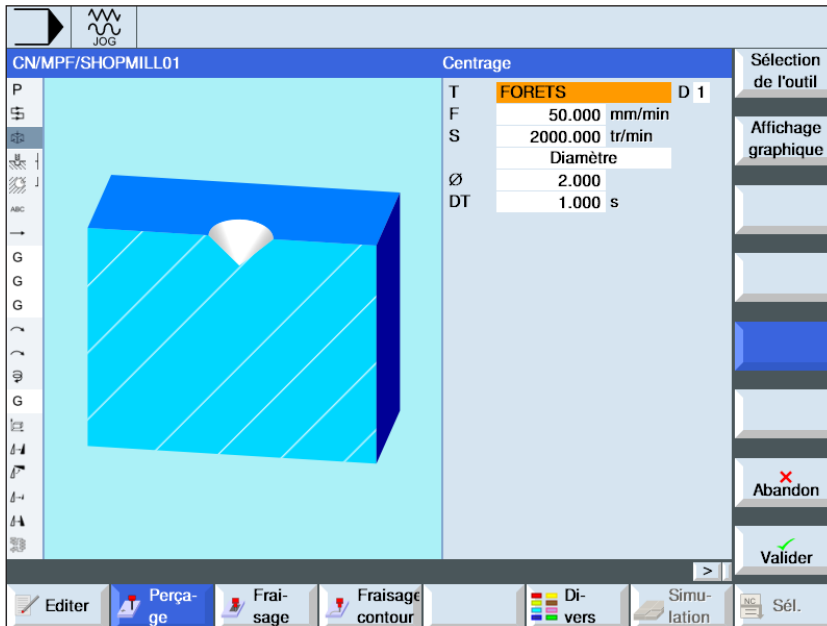 JOG
CN/MPF/SHOPMILL01
Centrage
Sélection
de l'outil
T FORETS D 1
F 50.000 mm/min
S 2000.000 tr/min
Diamètre
Ø 2.000
DT 1.000 s
Affichage
graphique
P
ABC
G
G
G
G
Abandon
Valider
>
Editer
Perça-
ge
Frai-
sage
Fraisage
contour
Di-
vers
Simu-
lation
NC
Sél.